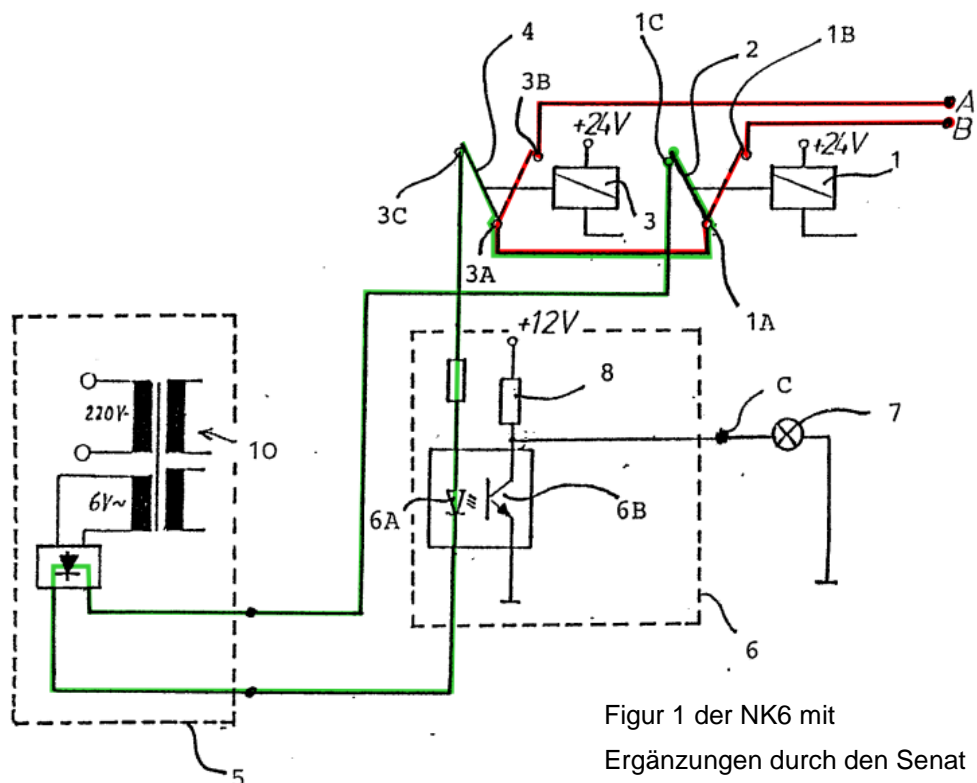 4
1C
2
1B
3B
A
+24V
B
+24V
3C
3
1
3A
1A
+12V
8
C
7
220V~
10
6V~
6A
6B
6
5
Figur 1 der NK6 mit
Ergänzungen durch den Senat